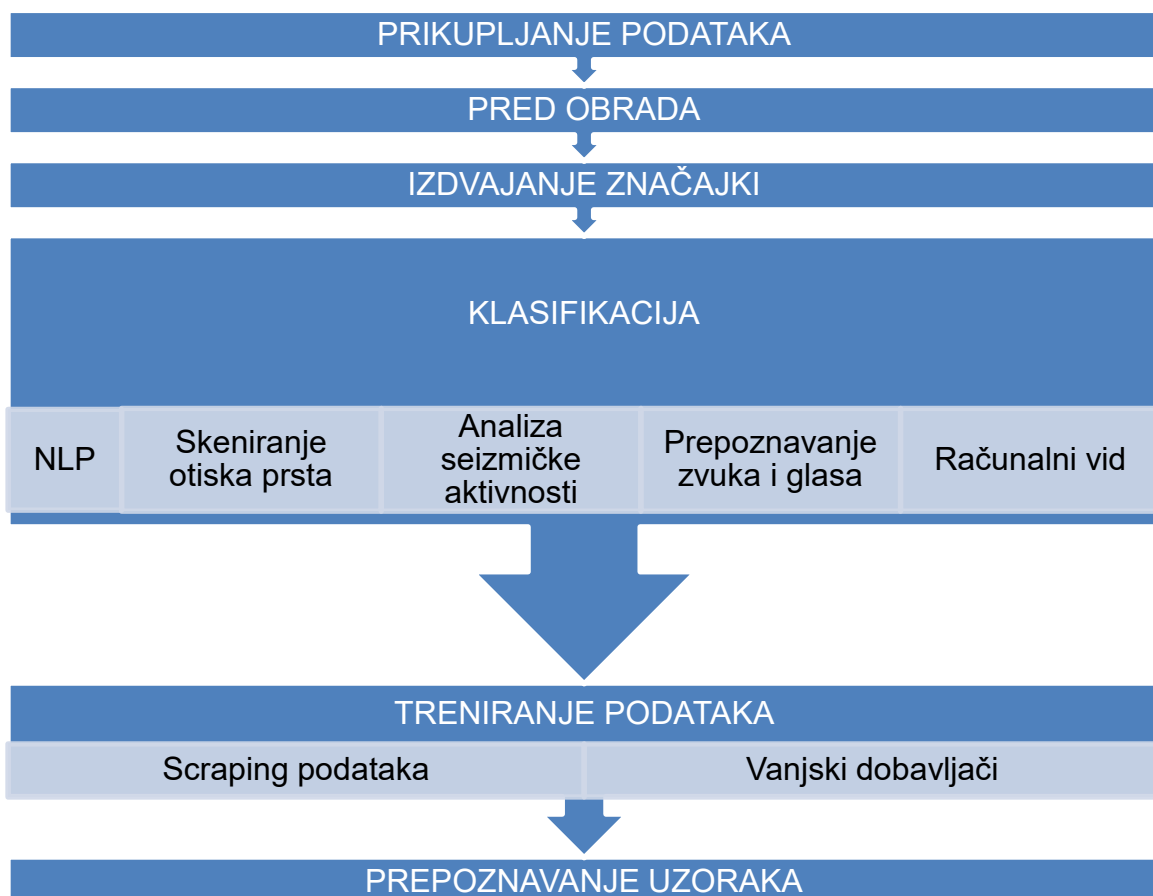 PRIKUPLJANJE PODATAKA
PRED OBRADA
IZDVAJANJE ZNAČAJKI
KLASIFIKACIJA
NLP
Skeniranje
otiska prsta
Analiza
seizmičke
aktivnosti
Prepoznavanje
zvuka i glasa
Računalni vid
TRENIRANJE PODATAKA
Scraping podataka
Vanjski dobavljači
PREPOZNAVANJE UZORAKA